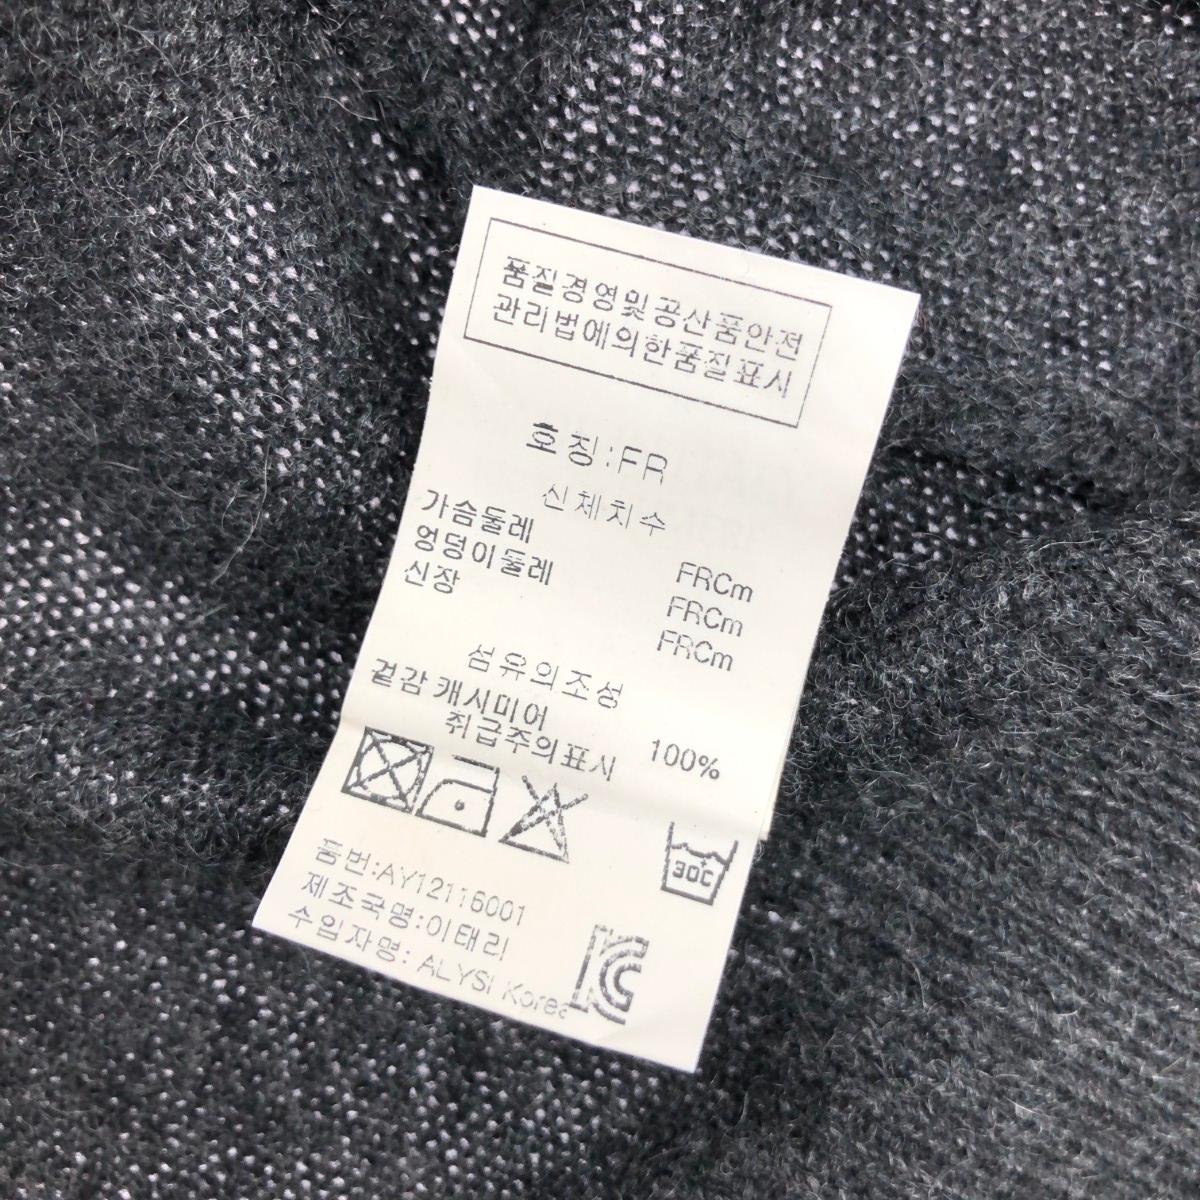 품질경영및공산품안전
관리법에의한품질표시
호징:FR
신체치수
가슴둘레 FRCm
엉덩이둘레 FRCm
신장 FRCm
섬유의조성
겉감 캐시미어 100%
취급주의표시
30C
품번:AY12116001
제조국명:이태리
수입자명: ALYSI Korea